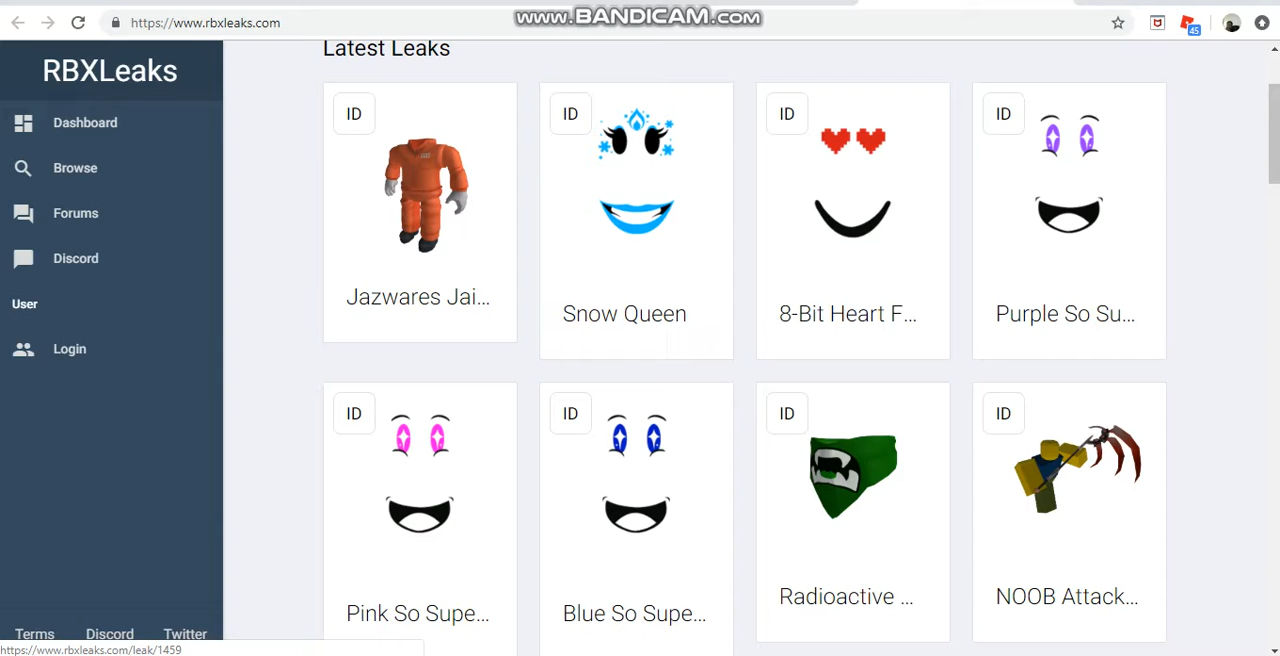 https://www.rbxleaks.com
www.BANDICAM.com
45
RBXLeaks
Dashboard
Browse
Forums
Discord
User
Login
Terms
Discord
Twitter
https://www.rbxleaks.com/leak/1459
Latest Leaks
ID
ID
ID
ID
Jazwares Jai...
Snow Queen
8-Bit Heart F...
Purple So Su...
ID
ID
ID
ID
Pink So Supe...
Blue So Supe...
Radioactive ...
NOOB Attack...